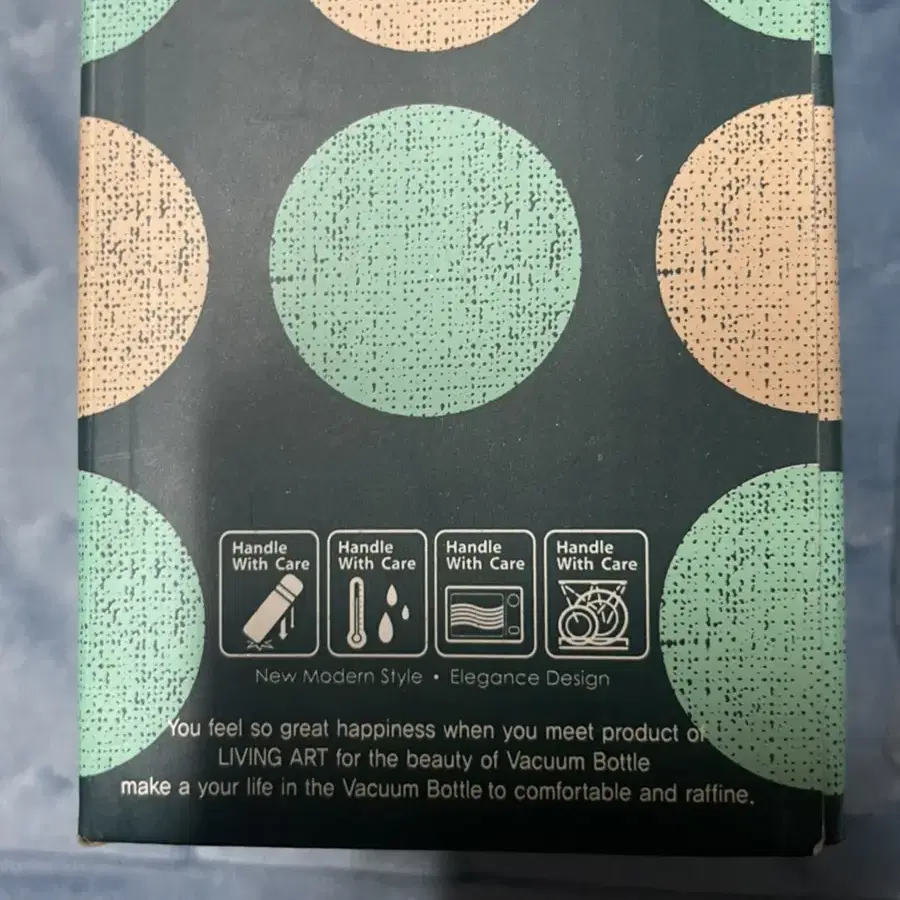 Handle
With Care
Handle
With Care
Handle
With Care
Handle
With Care
New Modern Style • Elegance Design
You feel so great happiness when you meet product of
LIVING ART for the beauty of Vacuum Bottle
make a your life in the Vacuum Bottle to comfortable and raffine.